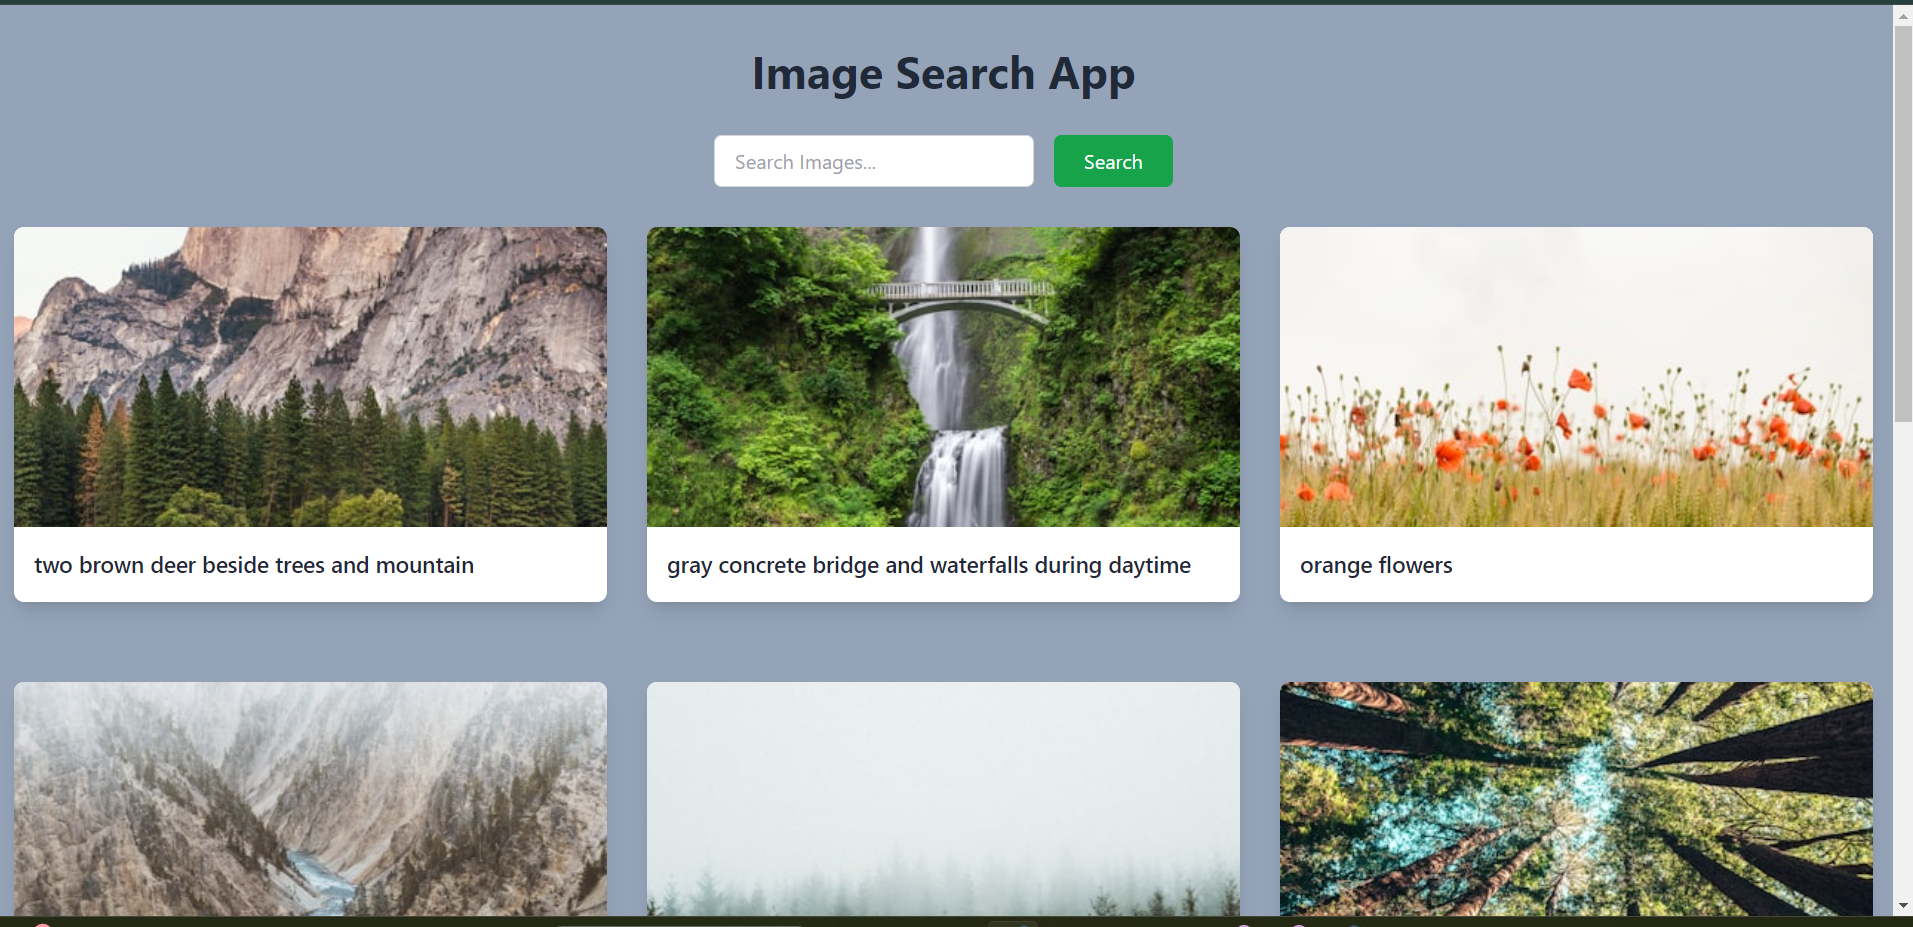 Image Search App
Search Images...
Search
two brown deer beside trees and mountain
gray concrete bridge and waterfalls during daytime
orange flowers